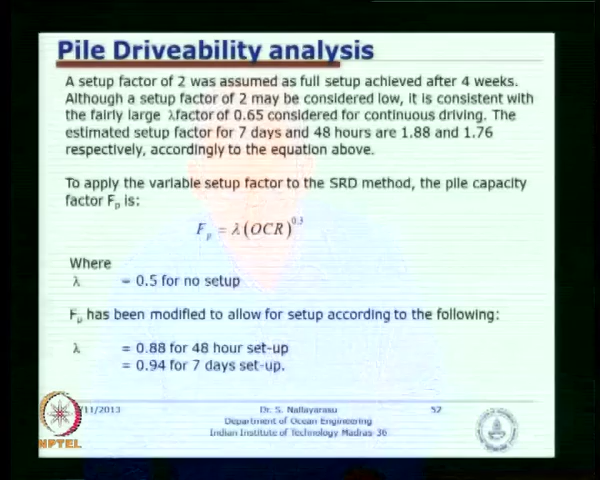 Pile Driveability analysis
A setup factor of 2 was assumed as full setup achieved after 4 weeks.
Although a setup factor of 2 may be considered low, it is consistent with
the fairly large λfactor of 0.65 considered for continuous driving. The
estimated setup factor for 7 days and 48 hours are 1.88 and 1.76
respectively, accordingly to the equation above.
To apply the variable setup factor to the SRD method, the pile capacity
factor Fp is:
Fp = λ(OCR)^0.3
Where
λ = 0.5 for no setup
Fp has been modified to allow for setup according to the following:
λ = 0.88 for 48 hour set-up
= 0.94 for 7 days set-up.
/11/2013
Dr. S. Nallayarasu
Department of Ocean Engineering
Indian Institute of Technology Madras-36
52
NPTEL